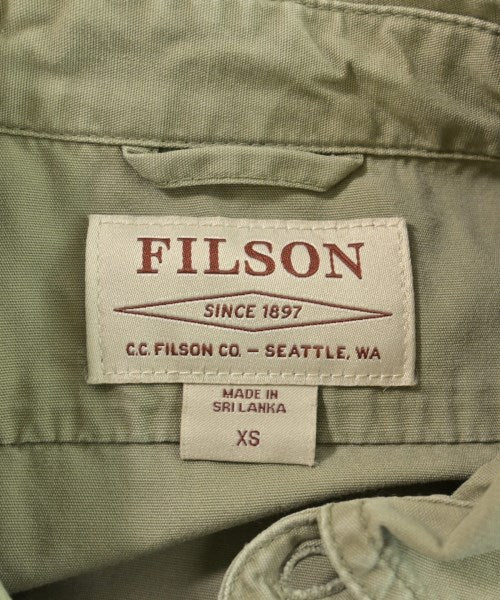 FILSON
SINCE 1897
C.C. FILSON CO. – SEATTLE, WA
MADE IN
SRI LANKA
XS